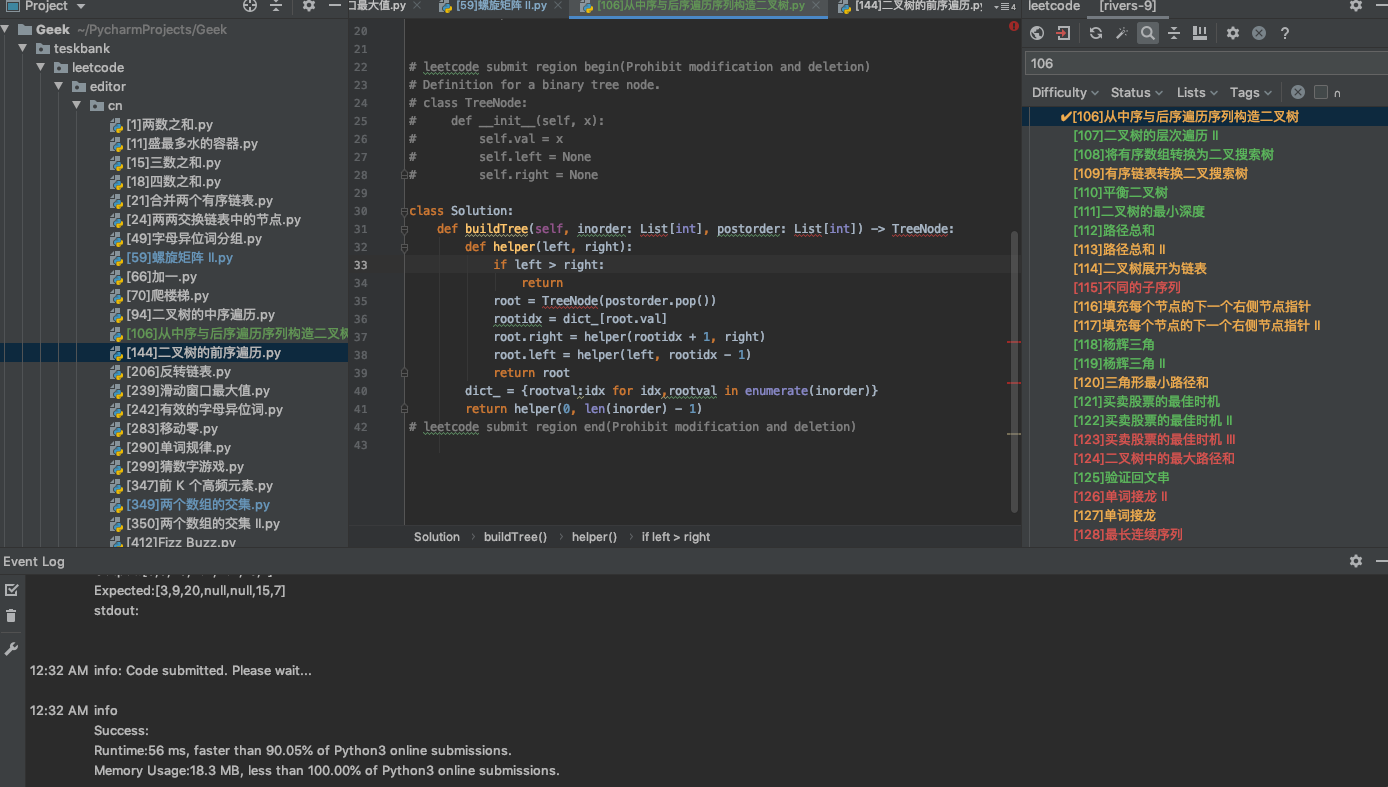 Project
Geek ~/PycharmProjects/Geek
teskbank
leetcode
editor
cn
[1]两数之和.py
[11]盛最多水的容器.py
[15]三数之和.py
[18]四数之和.py
[21]合并两个有序链表.py
[24]两两交换链表中的节点.py
[49]字母异位词分组.py
[59]螺旋矩阵 II.py
[66]加一.py
[70]爬楼梯.py
[94]二叉树的中序遍历.py
[106]从中序与后序遍历序列构造二叉树
[144]二叉树的前序遍历.py
[206]反转链表.py
[239]滑动窗口最大值.py
[242]有效的字母异位词.py
[283]移动零.py
[290]单词规律.py
[299]猜数字游戏.py
[347]前 K 个高频元素.py
[349]两个数组的交集.py
[350]两个数组的交集 II.py
[412]Fizz Buzz.py
口最大值.py
[59]螺旋矩阵 II.py
[106]从中序与后序遍历序列构造二叉树.py
[144]二叉树的前序遍历.py
4
20
21
22 # leetcode submit region begin(Prohibit modification and deletion)
23 # Definition for a binary tree node.
24 # class TreeNode:
25 #     def __init__(self, x):
26 #         self.val = x
27 #         self.left = None
28 #         self.right = None
29
30 class Solution:
31     def buildTree(self, inorder: List[int], postorder: List[int]) -> TreeNode:
32         def helper(left, right):
33             if left > right:
34                 return
35             root = TreeNode(postorder.pop())
36             rootidx = dict_[root.val]
37             root.right = helper(rootidx + 1, right)
38             root.left = helper(left, rootidx - 1)
39             return root
40         dict_ = {rootval:idx for idx,rootval in enumerate(inorder)}
41         return helper(0, len(inorder) - 1)
42 # leetcode submit region end(Prohibit modification and deletion)
43
Solution > buildTree() > helper() > if left > right
leetcode [rivers-9]
106
Difficulty Status Lists Tags n
✔[106]从中序与后序遍历序列构造二叉树
[107]二叉树的层次遍历 II
[108]将有序数组转换为二叉搜索树
[109]有序链表转换二叉搜索树
[110]平衡二叉树
[111]二叉树的最小深度
[112]路径总和
[113]路径总和 II
[114]二叉树展开为链表
[115]不同的子序列
[116]填充每个节点的下一个右侧节点指针
[117]填充每个节点的下一个右侧节点指针 II
[118]杨辉三角
[119]杨辉三角 II
[120]三角形最小路径和
[121]买卖股票的最佳时机
[122]买卖股票的最佳时机 II
[123]买卖股票的最佳时机 III
[124]二叉树中的最大路径和
[125]验证回文串
[126]单词接龙 II
[127]单词接龙
[128]最长连续序列
Event Log
Expected:[3,9,20,null,null,15,7]
stdout:
12:32 AM info: Code submitted. Please wait...
12:32 AM info
Success:
Runtime:56 ms, faster than 90.05% of Python3 online submissions.
Memory Usage:18.3 MB, less than 100.00% of Python3 online submissions.